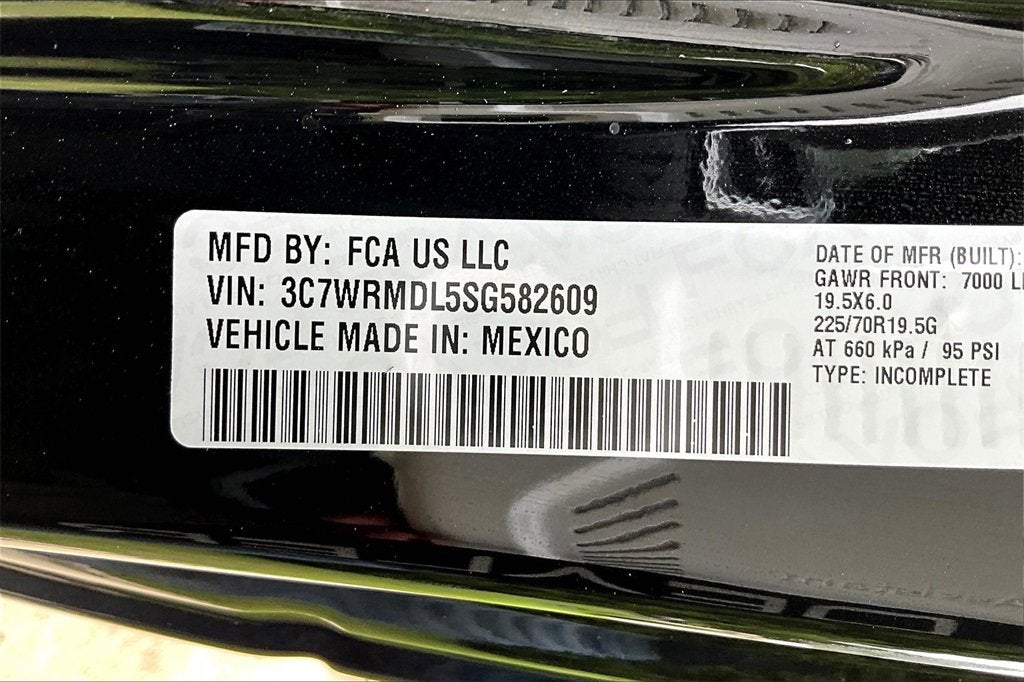 MFD BY: FCA US LLC
VIN: 3C7WRMDL5SG582609
VEHICLE MADE IN: MEXICO
DATE OF MFR (BUILT):
GAWR FRONT: 7000
19.5X6.0
225/70R19.5G
AT 660 kPa / 95 PSI
TYPE: INCOMPLETE